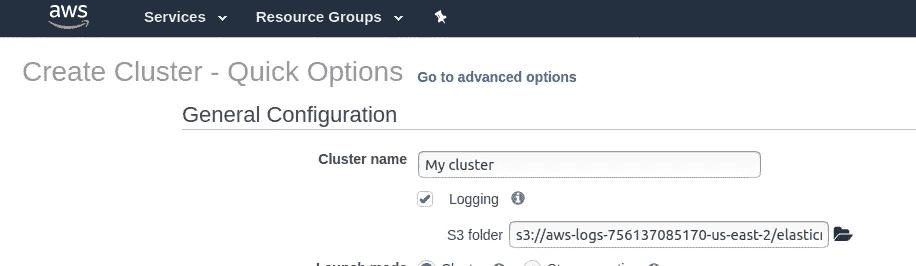 aws
Services Resource Groups
Create Cluster - Quick Options Go to advanced options
General Configuration
Cluster name My cluster
Logging
S3 folder s3://aws-logs-756137085170-us-east-2/elasticr